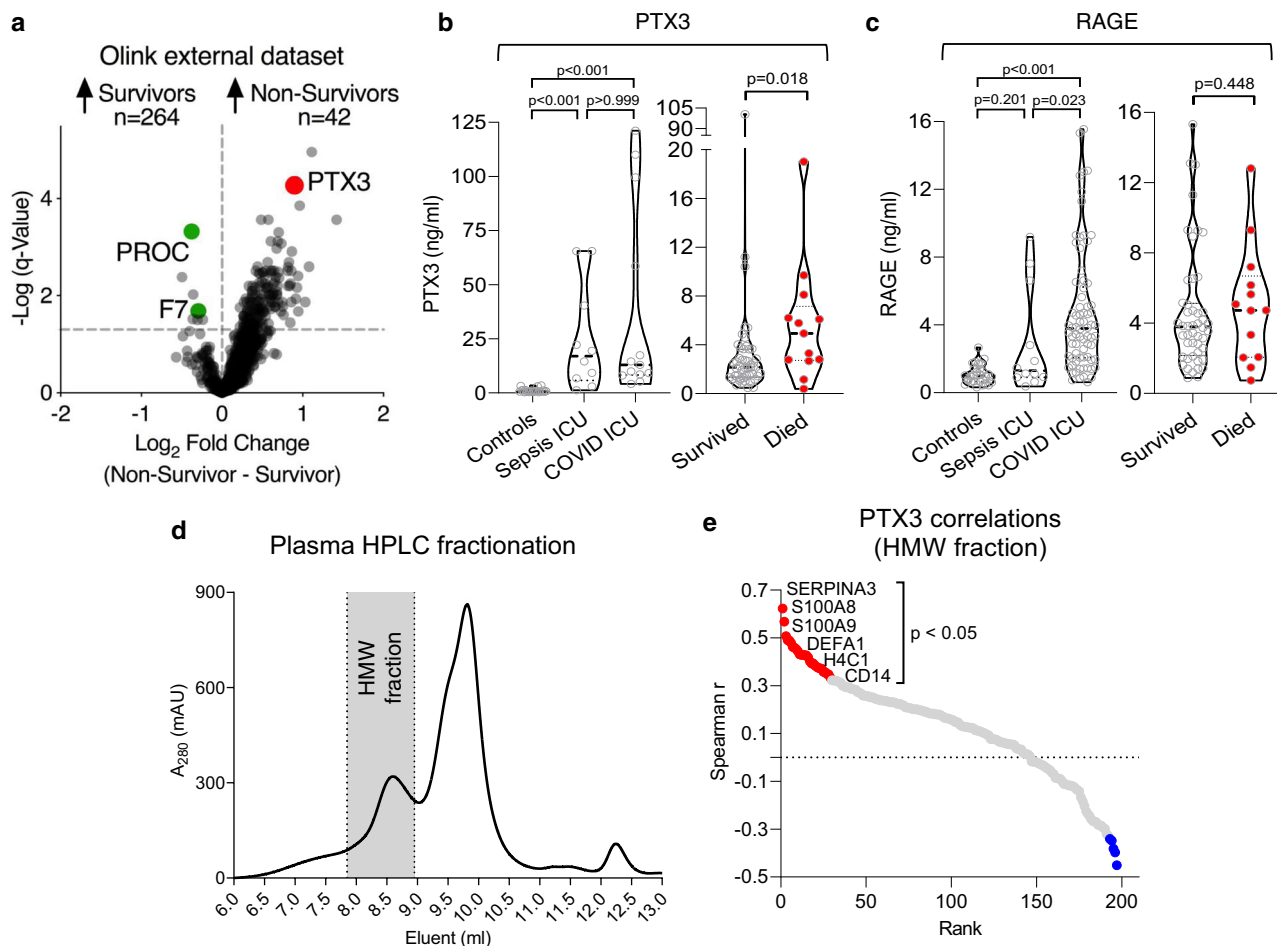 a
Olink external dataset
Survivors
n=264
Non-Survivors
n=42
-Log (q-Value)
4
2
0
PTX3
PROC
F7
-2 -1 0 1 2
Log2 Fold Change
(Non-Survivor - Survivor)
b
PTX3
p<0.001
p<0.001 p>0.999
p=0.018
PTX3 (ng/ml)
125
100
75
50
25
0
105
90
20
16
12
8
4
0
Controls
Sepsis ICU
COVID ICU
Survived
Died
c
RAGE
p<0.001
p=0.201 p=0.023
p=0.448
RAGE (ng/ml)
16
12
8
4
0
16
12
8
4
0
Controls
Sepsis ICU
COVID ICU
Survived
Died
d
Plasma HPLC fractionation
HMW
fraction
A280 (mAU)
900
600
300
0
6.0 6.5 7.0 7.5 8.0 8.5 9.0 9.5 10.0 10.5 11.0 11.5 12.0 12.5 13.0
Eluent (ml)
e
PTX3 correlations
(HMW fraction)
Spearman r
0.7
0.5
0.3
0.1
-0.1
-0.3
-0.5
SERPINA3
S100A8
S100A9
DEFA1
H4C1
CD14
p < 0.05
0 50 100 150 200
Rank